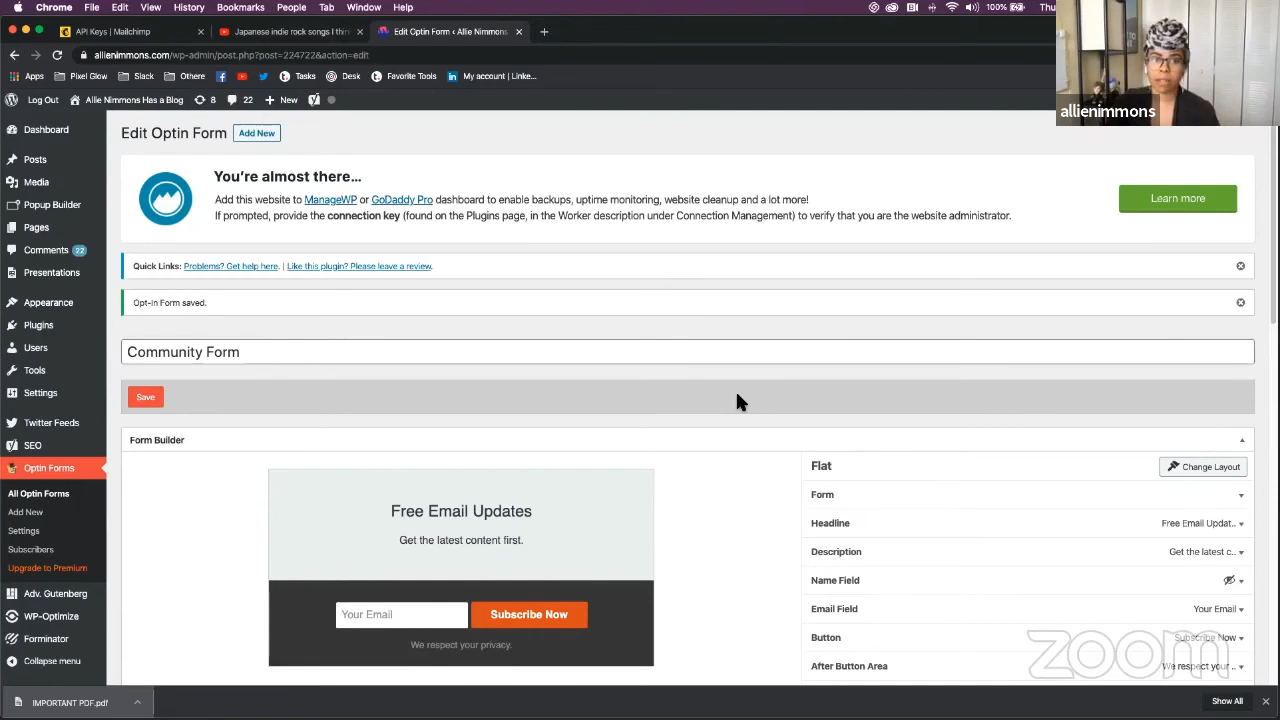 Chrome File Edit View History Bookmarks People Tab Window Help 100% Thu
API Keys | Mailchimp
Japanese indie rock songs I thi
Edit Optin Form ‹ Allie Nimmons
allienimmons.com/wp-admin/post.php?post=224722&action=edit
Apps Pixel Glow Slack Othere Tasks Desk Favorite Tools My account | Linke...
Log Out Allie Nimmons Has a Blog 8 22 New
allienimmons
Dashboard
Posts
Media
Popup Builder
Pages
Comments 22
Presentations
Appearance
Plugins
Users
Tools
Settings
Twitter Feeds
SEO
Optin Forms
All Optin Forms
Add New
Settings
Subscribers
Upgrade to Premium
Adv. Gutenberg
WP-Optimize
Forminator
Collapse menu
Edit Optin Form Add New
You're almost there…
Add this website to ManageWP or GoDaddy Pro dashboard to enable backups, uptime monitoring, website cleanup and a lot more!
If prompted, provide the connection key (found on the Plugins page, in the Worker description under Connection Management) to verify that you are the website administrator.
Learn more
Quick Links: Problems? Get help here. | Like this plugin? Please leave a review.
Opt-In Form saved.
Community Form
Save
Form Builder
Free Email Updates
Get the latest content first.
Your Email Subscribe Now
We respect your privacy.
Flat Change Layout
Form
Headline Free Email Updat..
Description Get the latest c..
Name Field
Email Field Your Email
Button Subscribe Now
After Button Area We respect your ..
zoom
IMPORTANT PDF.pdf
Show All